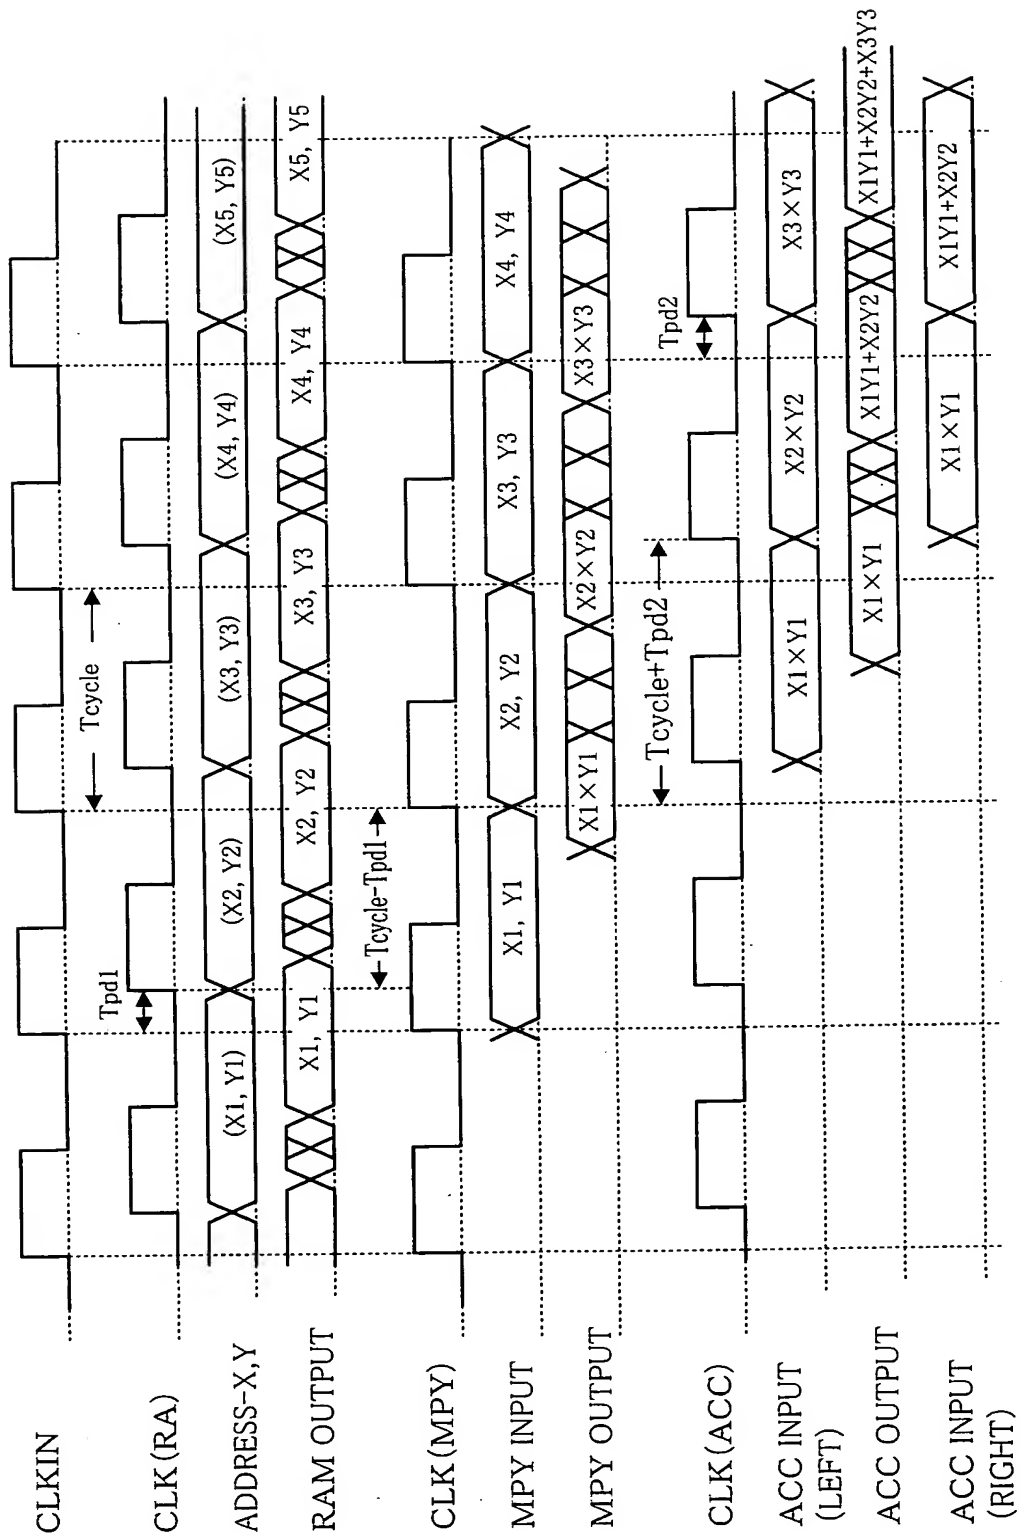 CLKIN
Tcycle
CLK(RA)
Tpd1
ADDRESS-X,Y
(X1, Y1)
(X2, Y2)
(X3, Y3)
(X4, Y4)
(X5, Y5)
RAM OUTPUT
X1, Y1
X2, Y2
X3, Y3
X4, Y4
X5, Y5
Tcycle-Tpd1
CLK(MPY)
MPY INPUT
X1, Y1
X2, Y2
X3, Y3
X4, Y4
MPY OUTPUT
X1×Y1
X2×Y2
X3×Y3
Tcycle+Tpd2
Tpd2
CLK(ACC)
ACC INPUT
(LEFT)
X1×Y1
X2×Y2
X3×Y3
ACC OUTPUT
X1×Y1
X1Y1+X2Y2
X1Y1+X2Y2+X3Y3
ACC INPUT
(RIGHT)
X1×Y1
X1Y1+X2Y2